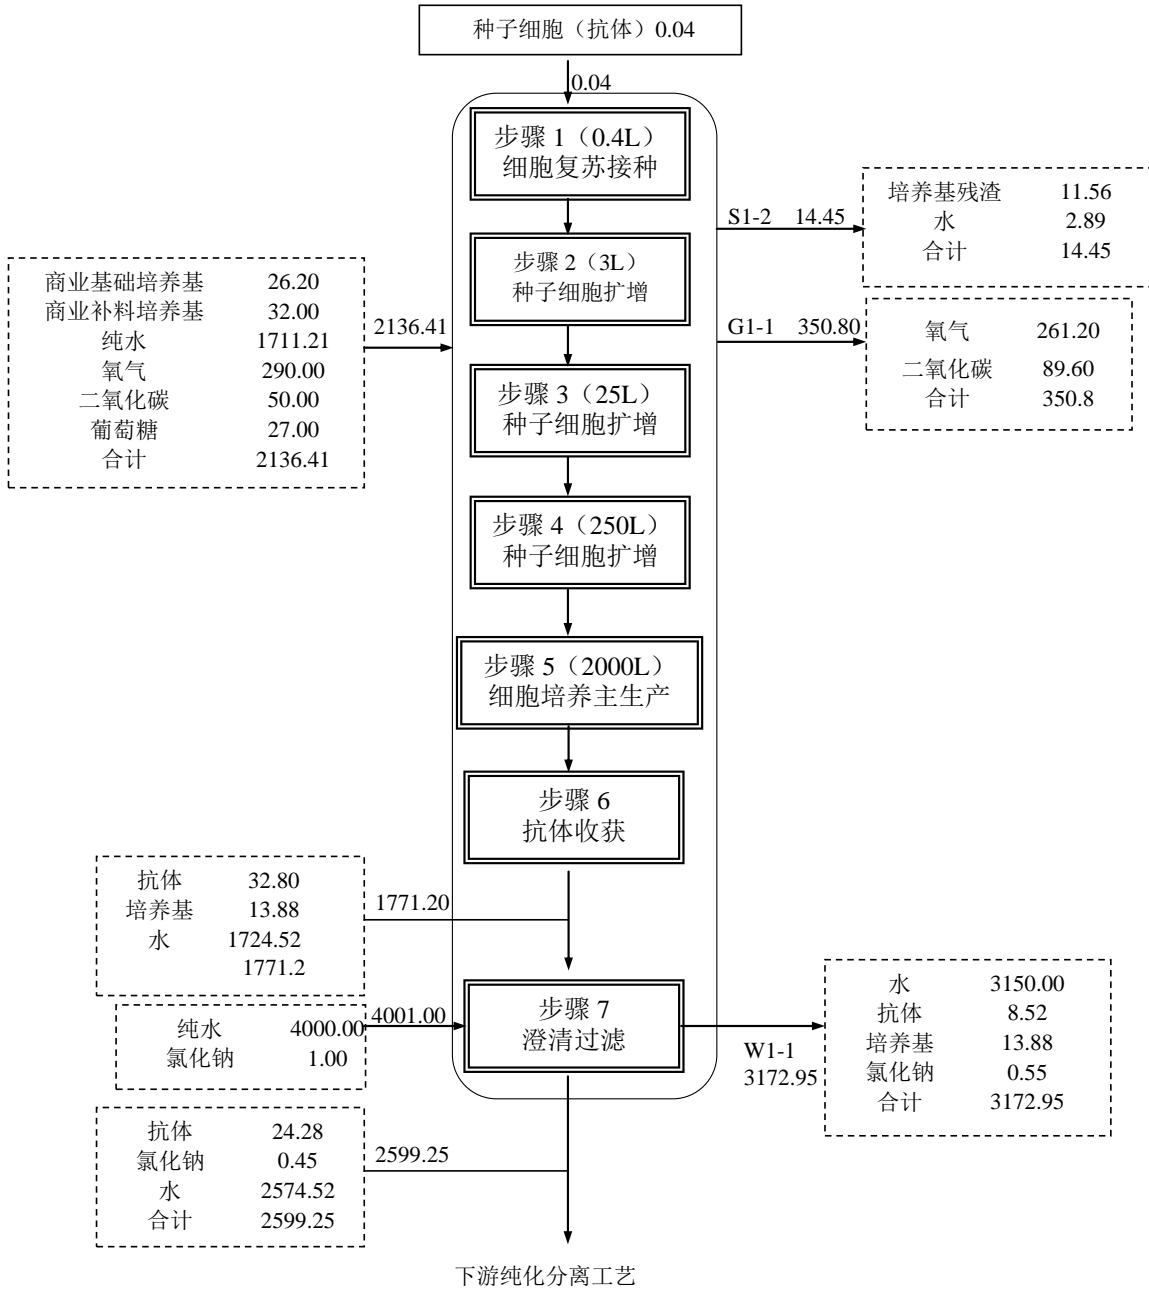 种子细胞（抗体）0.04
0.04
步骤 1（0.4L）
细胞复苏接种
培养基残渣 11.56
水 2.89
合计 14.45
S1-2 14.45
步骤 2（3L）
种子细胞扩增
商业基础培养基 26.20
商业补料培养基 32.00
纯水 1711.21
氧气 290.00
二氧化碳 50.00
葡萄糖 27.00
合计 2136.41
2136.41
G1-1 350.80
氧气 261.20
二氧化碳 89.60
合计 350.8
步骤 3（25L）
种子细胞扩增
步骤 4（250L）
种子细胞扩增
步骤 5（2000L）
细胞培养主生产
步骤 6
抗体收获
抗体 32.80
培养基 13.88
水 1724.52
1771.2
1771.20
纯水 4000.00
氯化钠 1.00
4001.00
步骤 7
澄清过滤
W1-1
3172.95
水 3150.00
抗体 8.52
培养基 13.88
氯化钠 0.55
合计 3172.95
抗体 24.28
氯化钠 0.45
水 2574.52
合计 2599.25
2599.25
下游纯化分离工艺